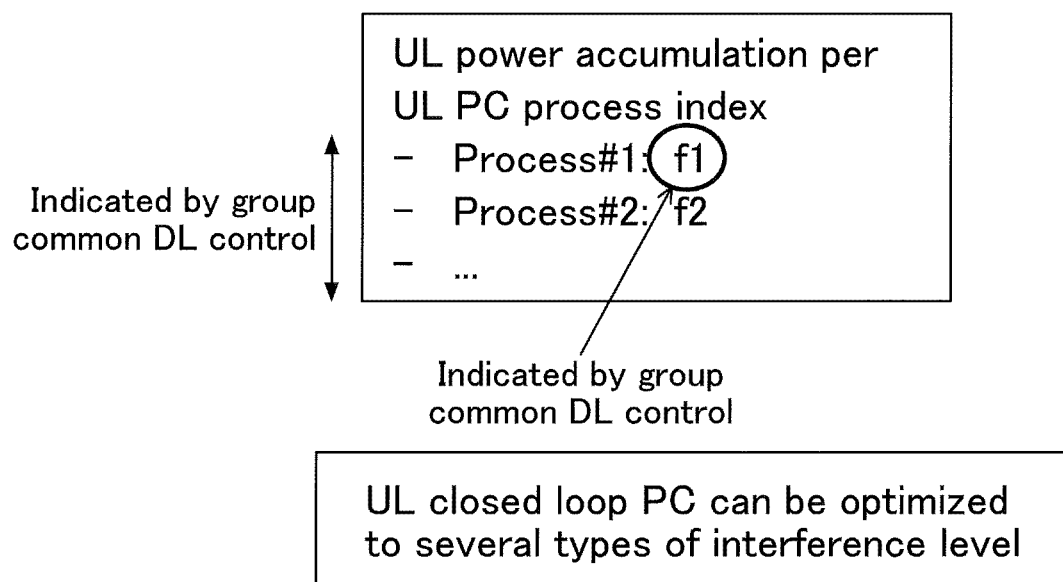 UL power accumulation per
UL PC process index
– Process#1: f1
– Process#2: f2
– ...
Indicated by group
common DL control
Indicated by group
common DL control
UL closed loop PC can be optimized
to several types of interference level